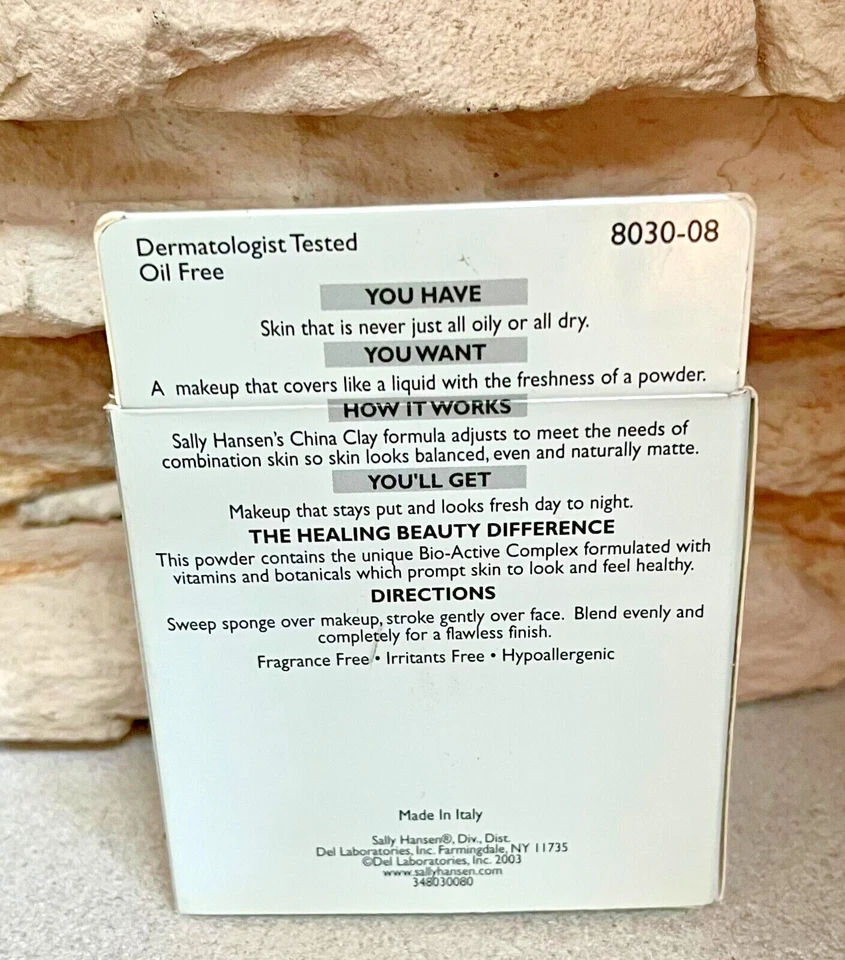 Dermatologist Tested
8030-08
Oil Free
YOU HAVE
Skin that is never just all oily or all dry.
YOU WANT
A makeup that covers like a liquid with the freshness of a powder.
HOW IT WORKS
Sally Hansen's China Clay formula adjusts to meet the needs of
combination skin so skin looks balanced, even and naturally matte.
YOU'LL GET
Makeup that stays put and looks fresh day to night.
THE HEALING BEAUTY DIFFERENCE
This powder contains the unique Bio-Active Complex formulated with
vitamins and botanicals which prompt skin to look and feel healthy.
DIRECTIONS
Sweep sponge over makeup, stroke gently over face. Blend evenly and
completely for a flawless finish.
Fragrance Free • Irritants Free • Hypoallergenic
Made In Italy
Sally Hansen®, Div., Dist.
Del Laboratories, Inc. Farmingdale, NY 11735
©Del Laboratories, Inc. 2003
www.sallyhansen.com
348030080